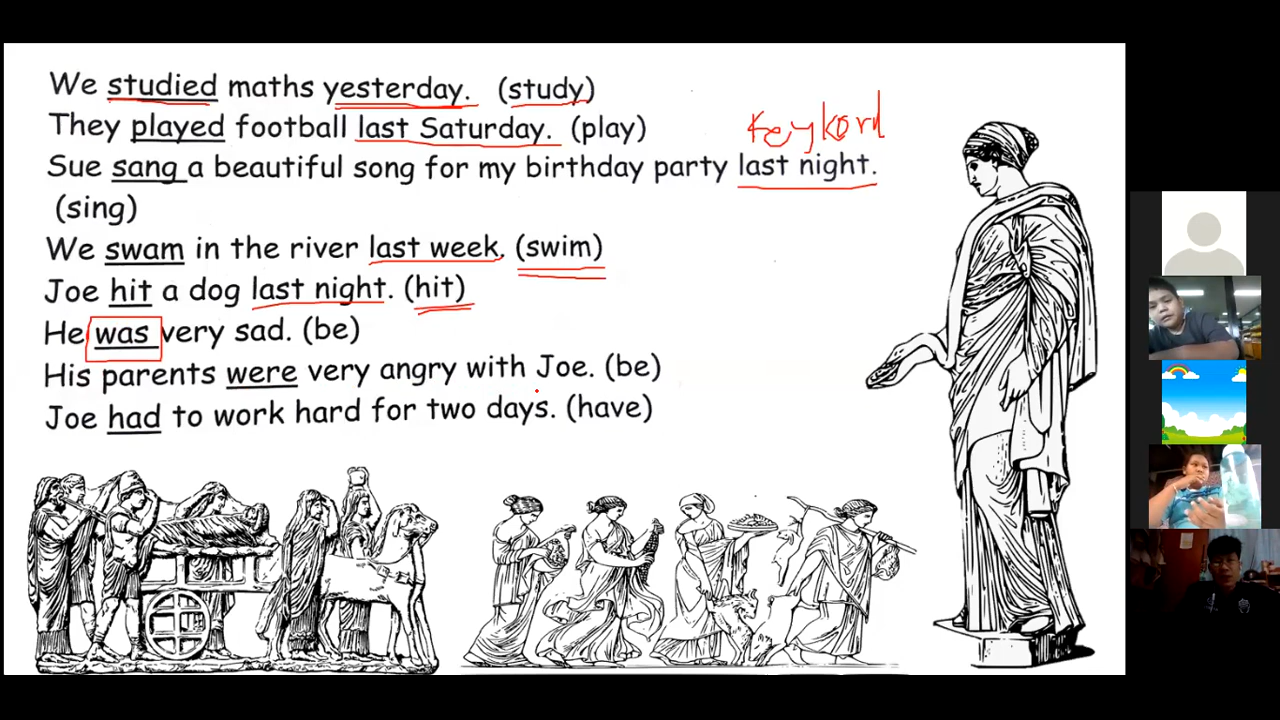 We studied maths yesterday. (study)
They played football last Saturday. (play)
Keykord
Sue sang a beautiful song for my birthday party last night.
(sing)
We swam in the river last week. (swim)
Joe hit a dog last night. (hit)
He was very sad. (be)
His parents were very angry with Joe. (be)
Joe had to work hard for two days. (have)